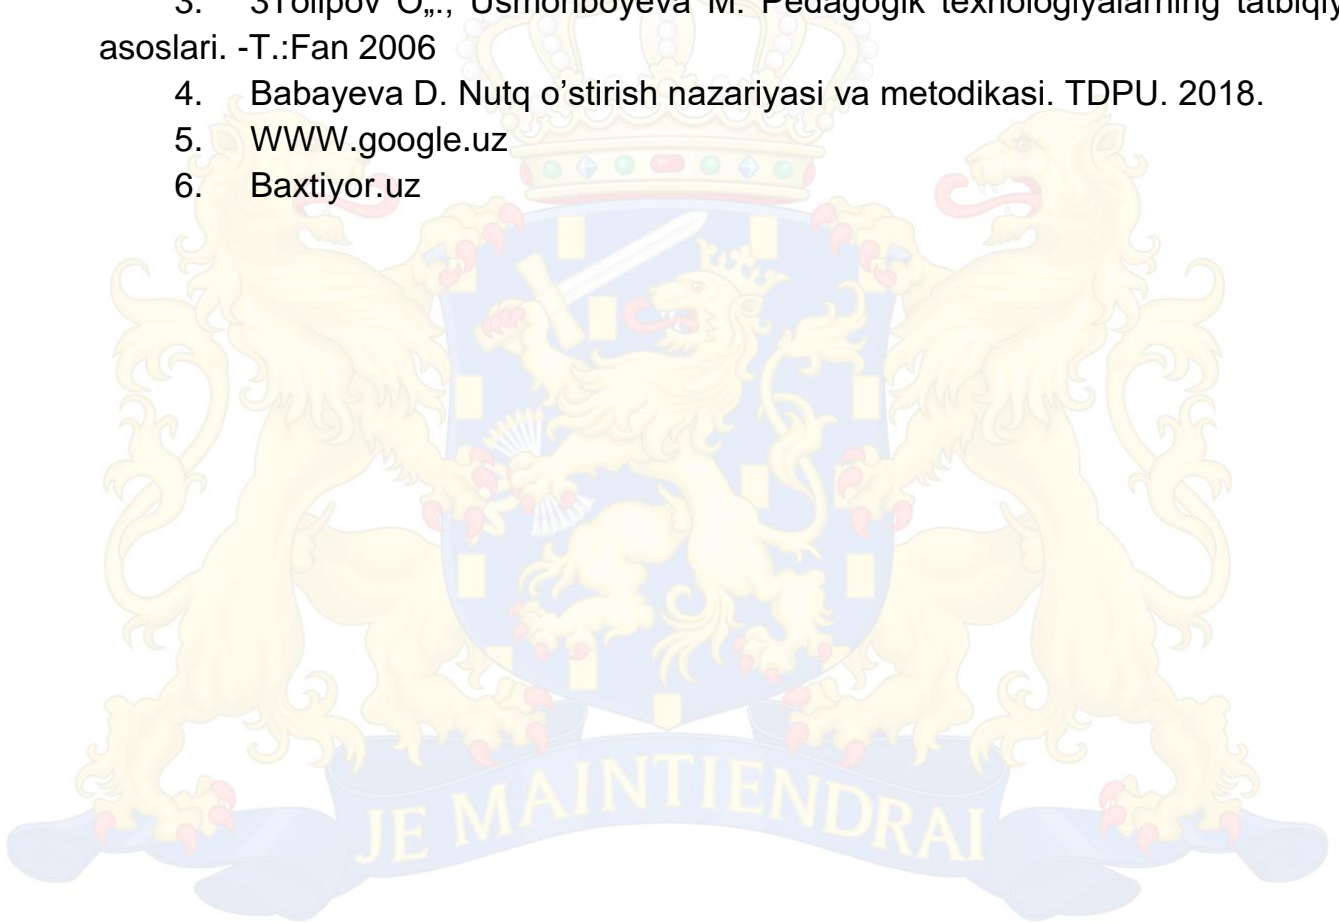 3. 3Tolipov O„., Usmonboyeva M. Pedagogik texnologiyalarning tatbiqiy
asoslari. -T.:Fan 2006
4. Babayeva D. Nutq o’stirish nazariyasi va metodikasi. TDPU. 2018.
5. WWW.google.uz
6. Baxtiyor.uz
JE MAINTIENDRAI